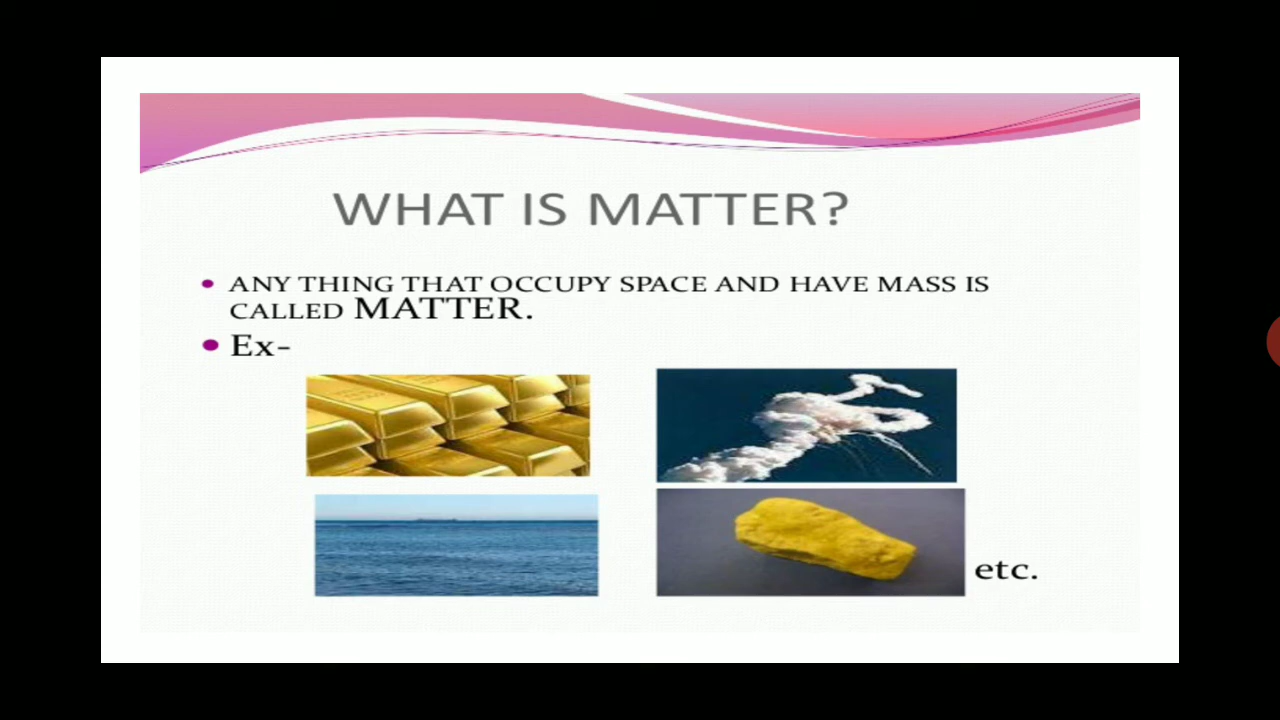 WHAT IS MATTER?
ANY THING THAT OCCUPY SPACE AND HAVE MASS IS
CALLED MATTER.
Ex-
etc.